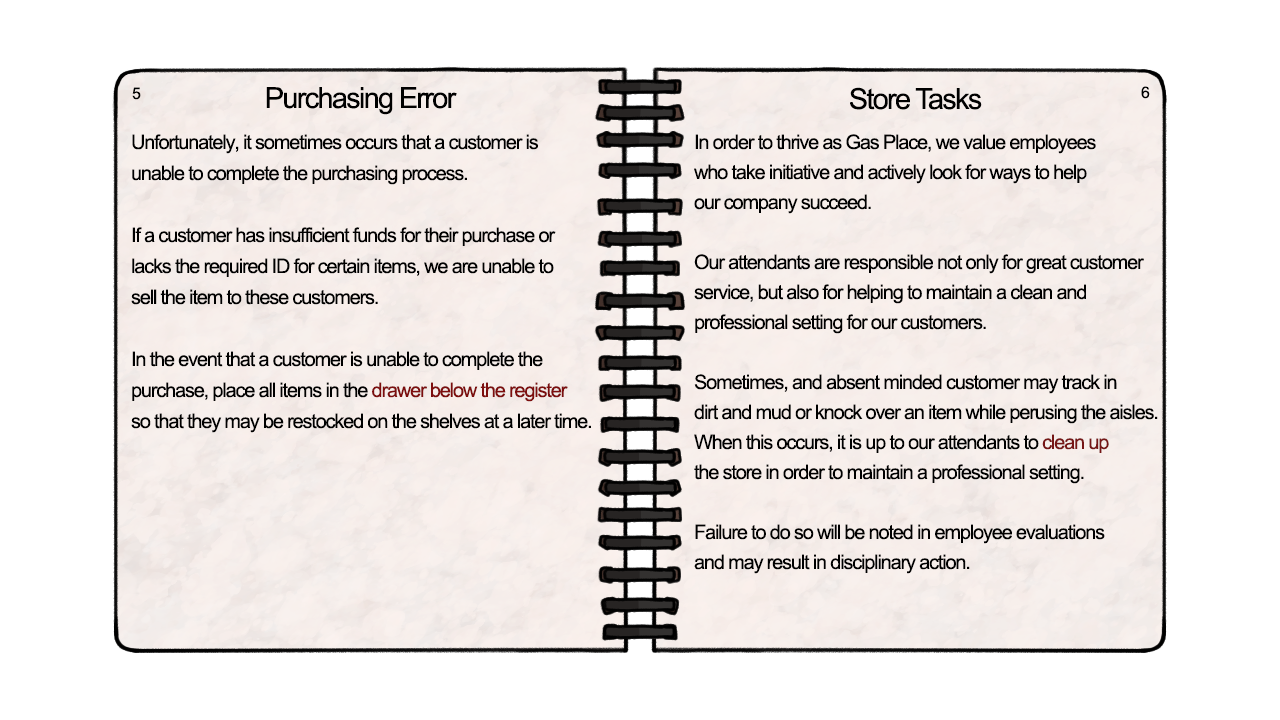 5
Purchasing Error
Unfortunately, it sometimes occurs that a customer is
unable to complete the purchasing process.
If a customer has insufficient funds for their purchase or
lacks the required ID for certain items, we are unable to
sell the item to these customers.
In the event that a customer is unable to complete the
purchase, place all items in the drawer below the register
so that they may be restocked on the shelves at a later time.
6
Store Tasks
In order to thrive as Gas Place, we value employees
who take initiative and actively look for ways to help
our company succeed.
Our attendants are responsible not only for great customer
service, but also for helping to maintain a clean and
professional setting for our customers.
Sometimes, and absent minded customer may track in
dirt and mud or knock over an item while perusing the aisles.
When this occurs, it is up to our attendants to clean up
the store in order to maintain a professional setting.
Failure to do so will be noted in employee evaluations
and may result in disciplinary action.